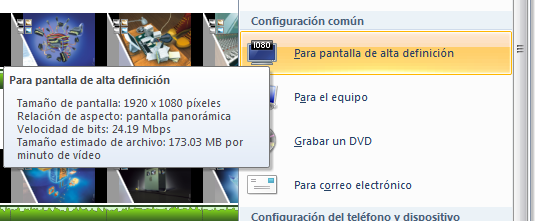 Configuración común
1080
Para pantalla de alta definición
Para el equipo
Grabar un DVD
Para correo electrónico
Configuración del teléfono y dispositivo
Para pantalla de alta definición
Tamaño de pantalla: 1920 x 1080 píxeles
Relación de aspecto: pantalla panorámica
Velocidad de bits: 24.19 Mbps
Tamaño estimado de archivo: 173.03 MB por
minuto de vídeo